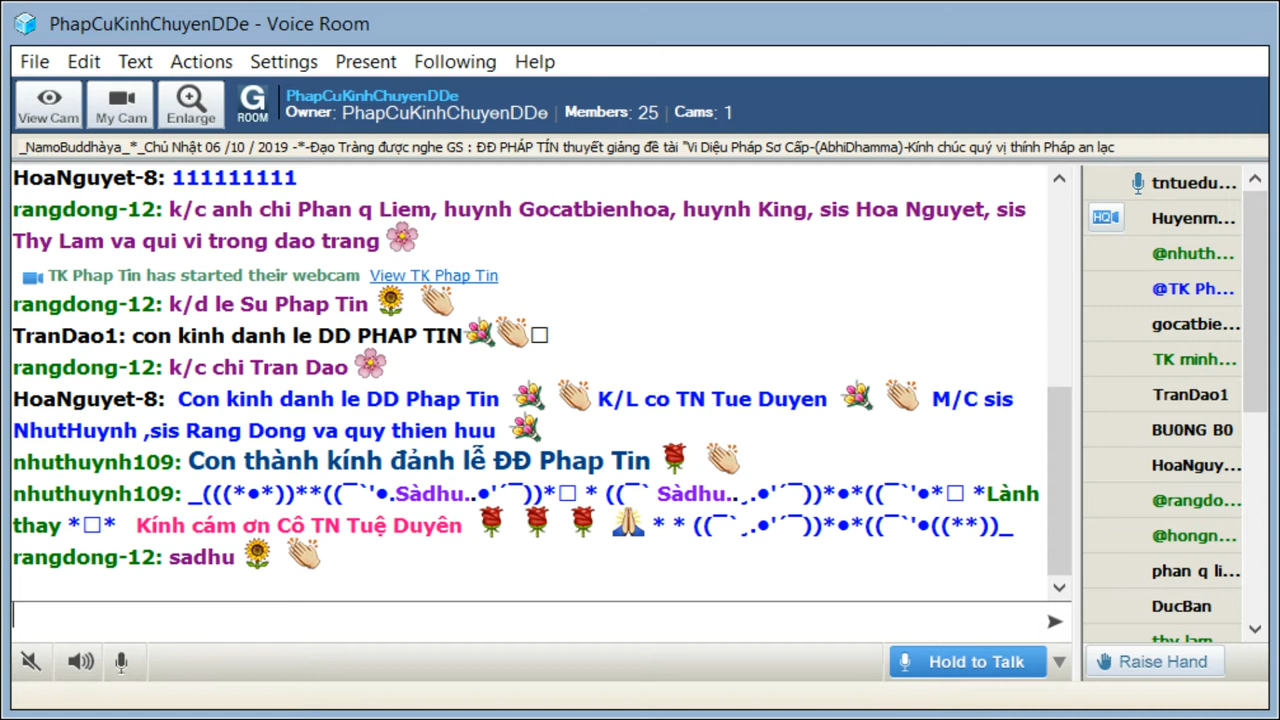 PhapCuKinhChuyenDDe - Voice Room
File Edit Text Actions Settings Present Following Help
View Cam My Cam Enlarge G ROOM PhapCuKinhChuyenDDe
Owner: PhapCuKinhChuyenDDe | Members: 25 | Cams: 1
_NamoBuddhàya_*_Chủ Nhật 06 /10 / 2019 -*-Đạo Tràng được nghe GS : ĐĐ PHÁP TÍN thuyết giảng đề tài "Vi Diệu Pháp Sơ Cấp-(AbhiDhamma)-Kính chúc quý vị thính Pháp an lạc
HoaNguyet-8: 111111111
rangdong-12: k/c anh chi Phan q Liem, huynh Gocatbienhoa, huynh King, sis Hoa Nguyet, sis
Thy Lam va qui vi trong dao trang 🌸
TK Phap Tin has started their webcam View TK Phap Tin
rangdong-12: k/d le Su Phap Tin 🌻 👏
TranDao1: con kinh danh le DD PHAP TIN💐👏□
rangdong-12: k/c chi Tran Dao 🌸
HoaNguyet-8: Con kinh danh le DD Phap Tin 💐 👏 K/L co TN Tue Duyen 💐 👏 M/C sis
NhutHuynh ,sis Rang Dong va quy thien huu 💐
nhuthuynh109: Con thành kính đảnh lễ ĐĐ Phap Tin 🌹 👏
nhuthuynh109: _(((*●*))**((¯`'●.Sàdhu..●'´¯))*□ * ((¯` Sàdhu..¸.●'´¯))*●*((¯`'●*□ *Lành
thay *□* Kính cám ơn Cô TN Tuệ Duyên 🌹 🌹 🌹 🙏 * * ((¯`¸.●'´¯))*●*((¯`'●((**))_
rangdong-12: sadhu 🌻 👏
Hold to Talk
tntuedu...
Huyenm...
@nhuth...
@TK Ph...
gocatbie...
TK minh...
TranDao1
BU0NG B0
HoaNguy...
@rangdo...
@hongn...
phan q li...
DucBan
thy lam
Raise Hand